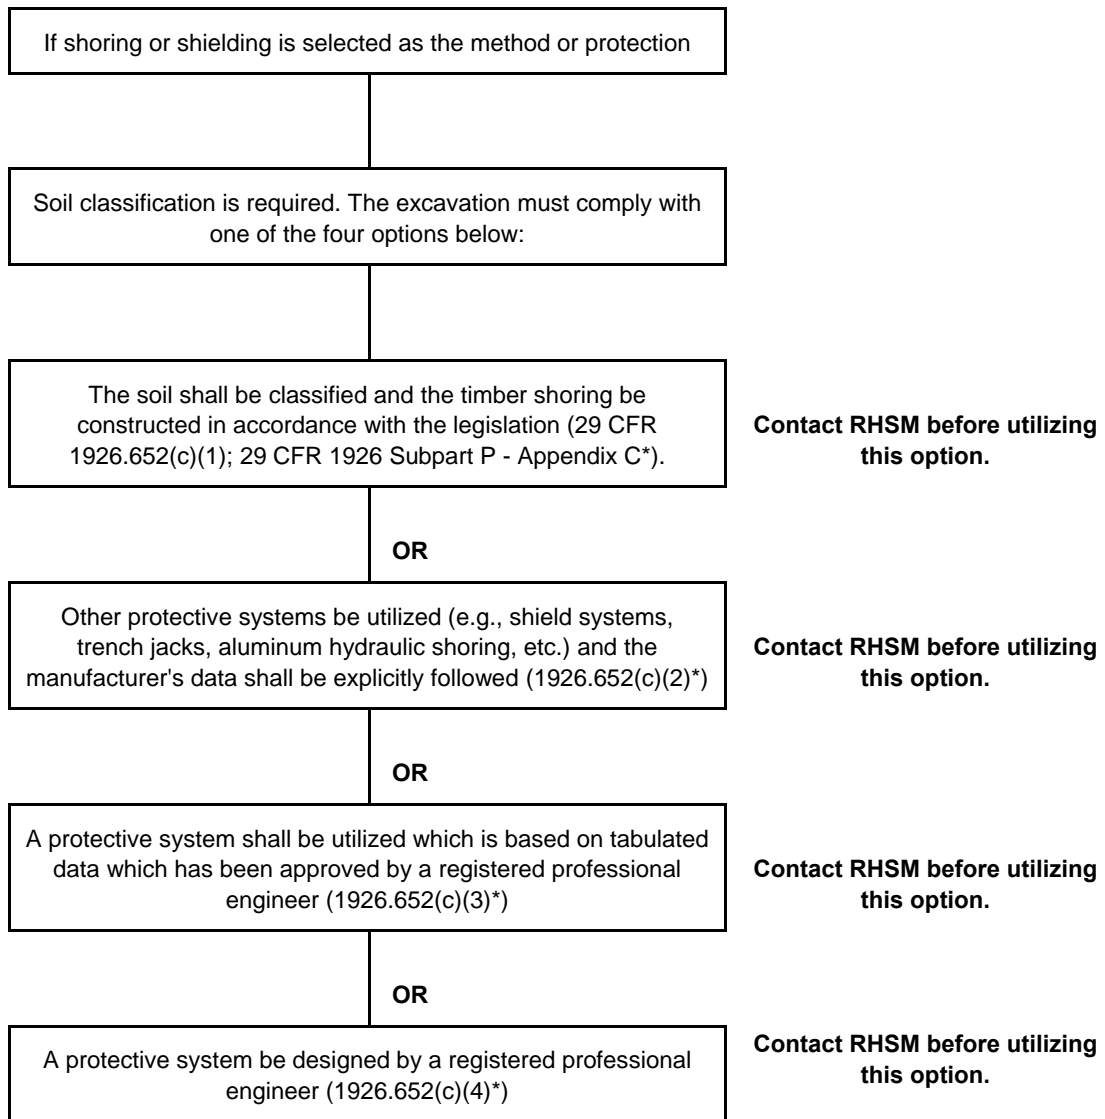 If shoring or shielding is selected as the method or protection
Soil classification is required. The excavation must comply with
one of the four options below:
The soil shall be classified and the timber shoring be
constructed in accordance with the legislation (29 CFR
1926.652(c)(1); 29 CFR 1926 Subpart P - Appendix C*).
Contact RHSM before utilizing
this option.
OR
Other protective systems be utilized (e.g., shield systems,
trench jacks, aluminum hydraulic shoring, etc.) and the
manufacturer's data shall be explicitly followed (1926.652(c)(2)*)
Contact RHSM before utilizing
this option.
OR
A protective system shall be utilized which is based on tabulated
data which has been approved by a registered professional
engineer (1926.652(c)(3)*)
Contact RHSM before utilizing
this option.
OR
A protective system be designed by a registered professional
engineer (1926.652(c)(4)*)
Contact RHSM before utilizing
this option.